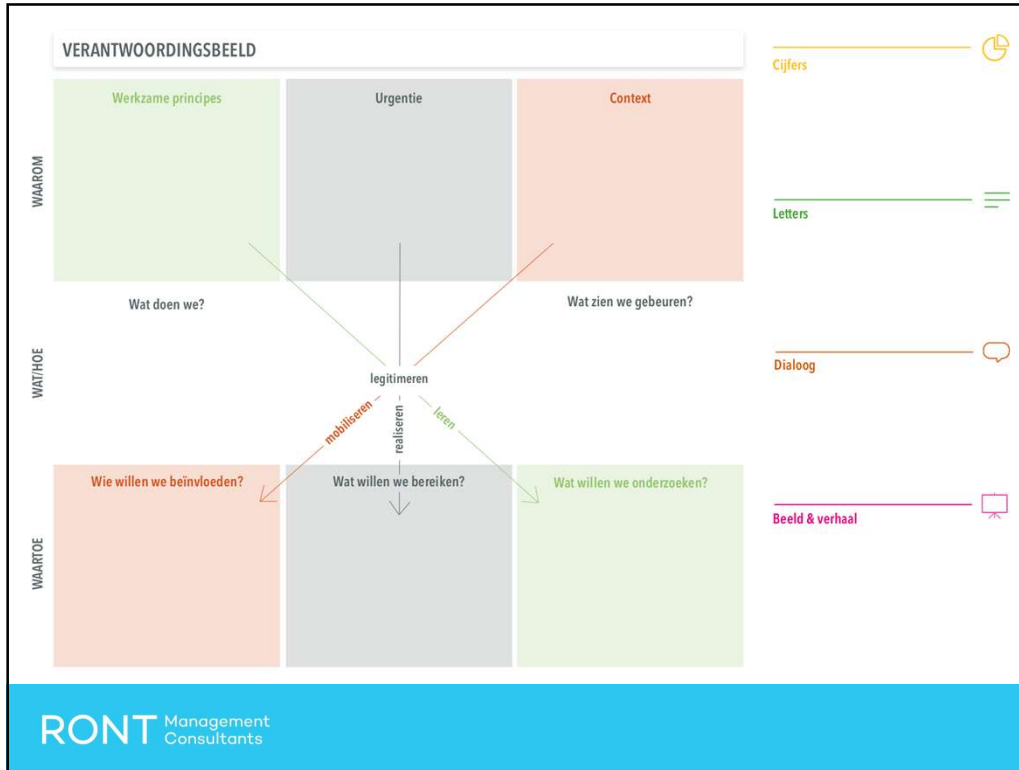 VERANTWOORDINGSBEELD
Werkzame principes
Urgentie
Context
WAAROM
Wat doen we?
Wat zien we gebeuren?
WAT/HOE
legitimeren
mobiliseren
realiseren
leren
Wie willen we beïnvloeden?
Wat willen we bereiken?
Wat willen we onderzoeken?
WAARTOE
Cijfers
Letters
Dialoog
Beeld & verhaal
RONT Management
Consultants